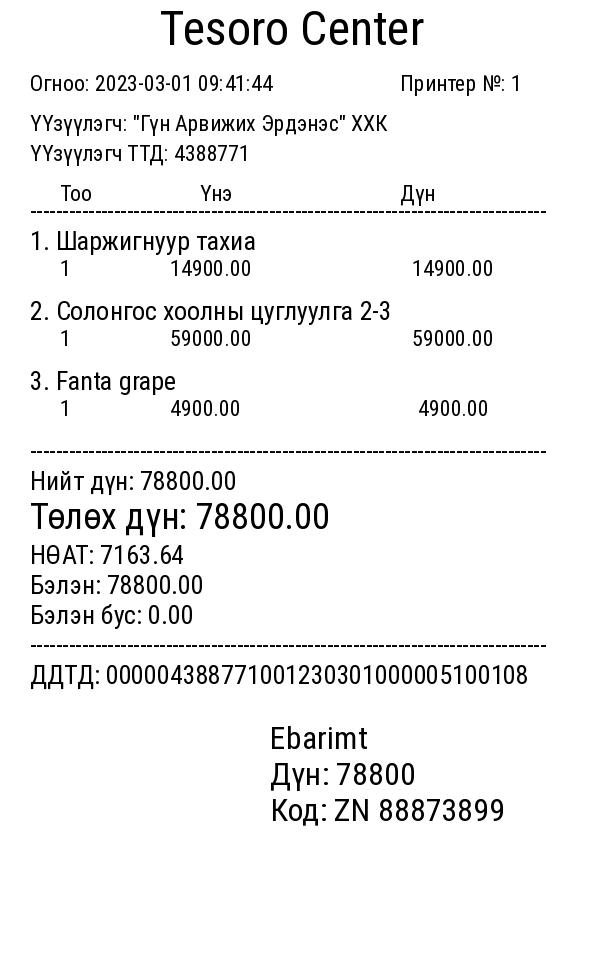 Tesoro Center
Огноо: 2023-03-01 09:41:44 Принтер №: 1
ҮҮзүүлэгч: "Гүн Арвижих Эрдэнэс" ХХК
ҮҮзүүлэгч ТТД: 4388771
Тоо Үнэ Дүн
--------------------------------------------------------------------------------
1. Шаржигнуур тахиа
1 14900.00 14900.00
2. Солонгос хоолны цуглуулга 2-3
1 59000.00 59000.00
3. Fanta grape
1 4900.00 4900.00
--------------------------------------------------------------------------------
Нийт дүн: 78800.00
Төлөх дүн: 78800.00
НӨАТ: 7163.64
Бэлэн: 78800.00
Бэлэн бус: 0.00
--------------------------------------------------------------------------------
ДДТД: 000004388771001230301000005100108
Ebarimt
Дүн: 78800
Код: ZN 88873899